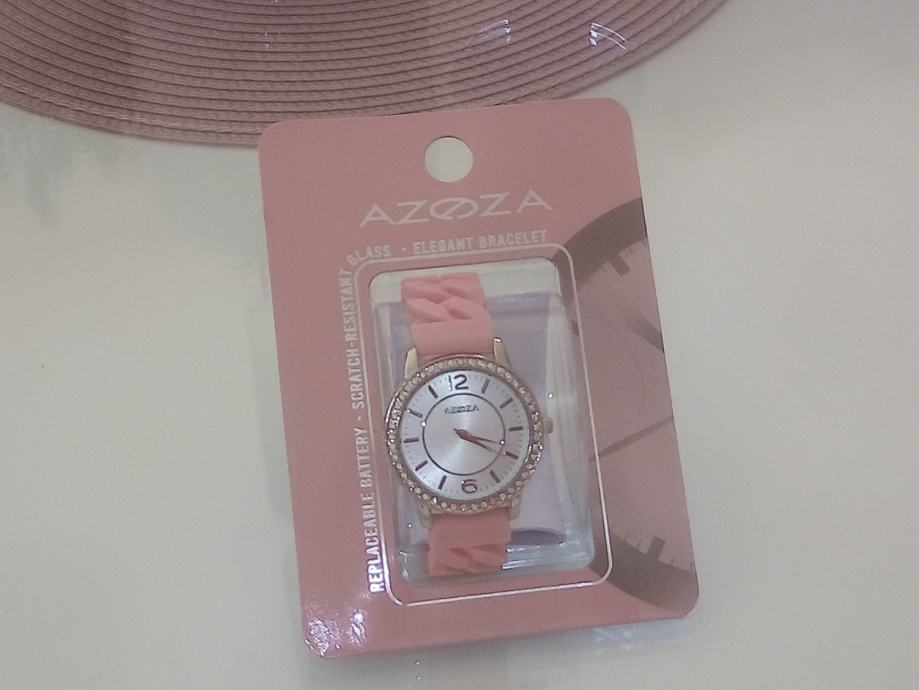 AZOZA
REPLACEABLE BATTERY - SCRATCH-RESISTANT GLASS - ELEGANT BRACELET
12
AZOZA
6